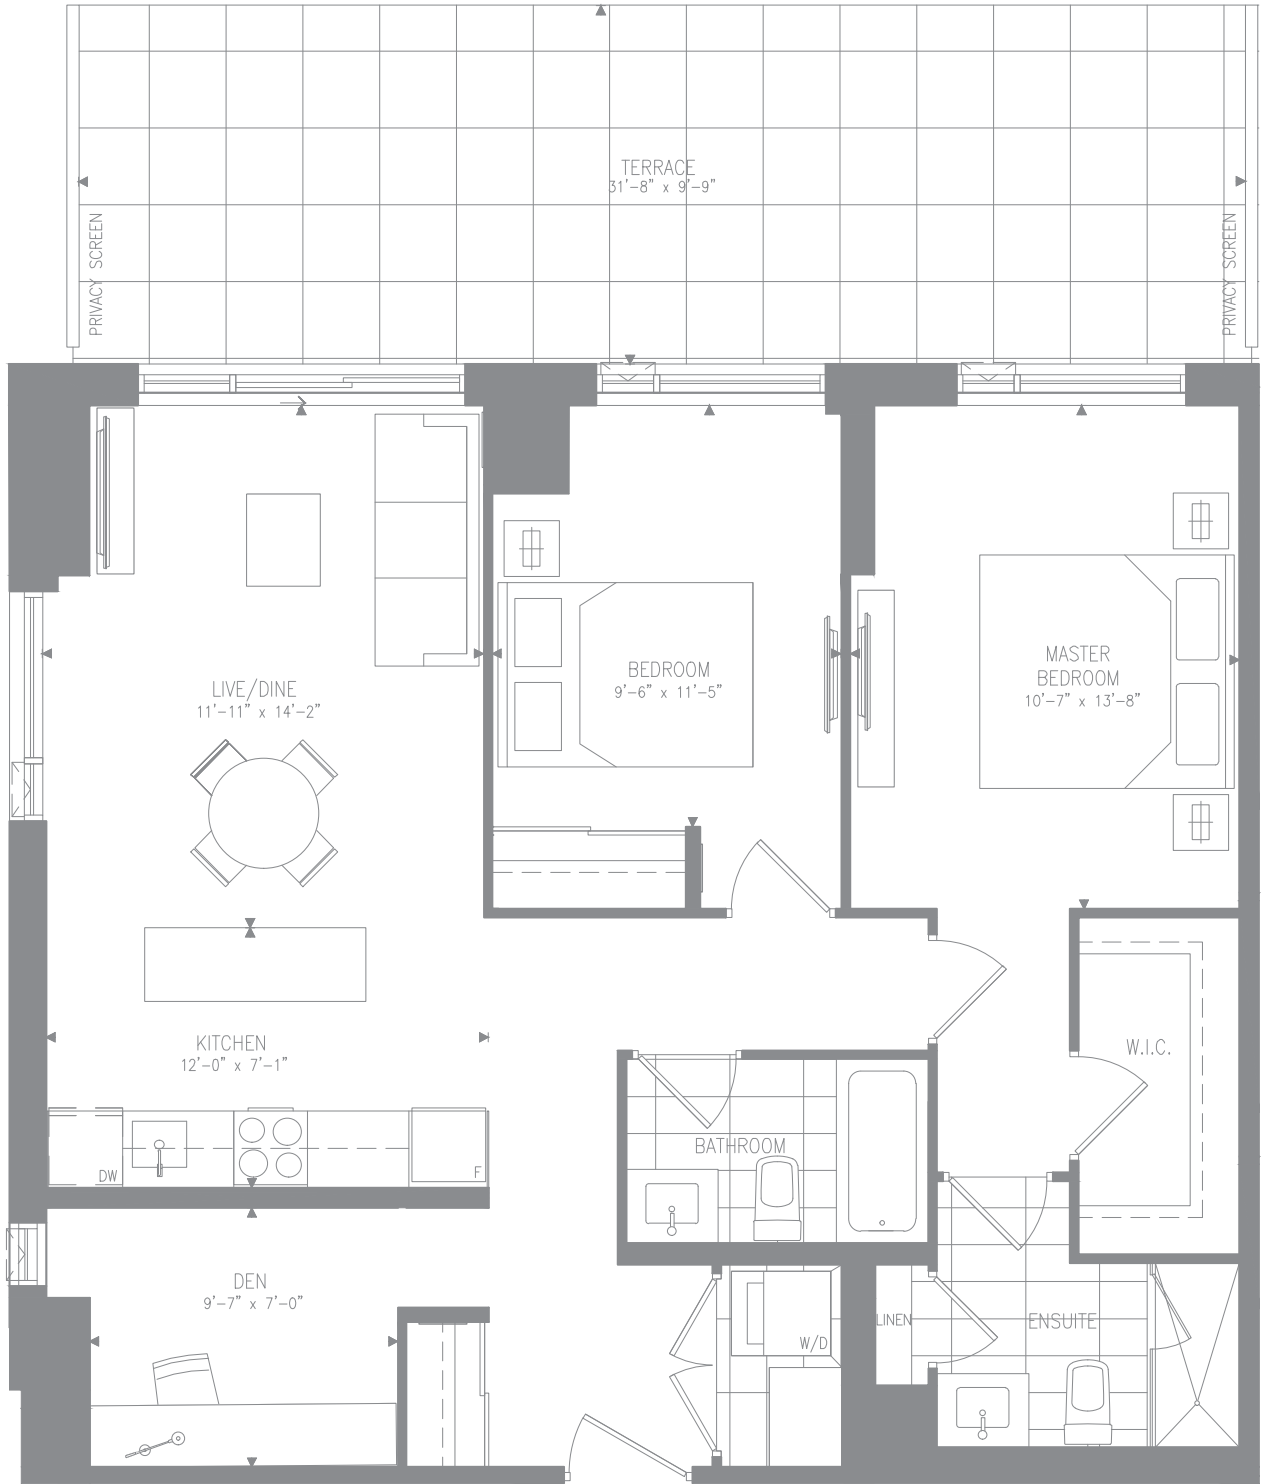 TERRACE
31'-8" x 9'-9"
PRIVACY SCREEN
PRIVACY SCREEN
LIVE/DINE
11'-11" x 14'-2"
BEDROOM
9'-6" x 11'-5"
MASTER
BEDROOM
10'-7" x 13'-8"
KITCHEN
12'-0" x 7'-1"
W.I.C.
BATHROOM
DW
F
DEN
9'-7" x 7'-0"
W/D
LINEN
ENSUITE